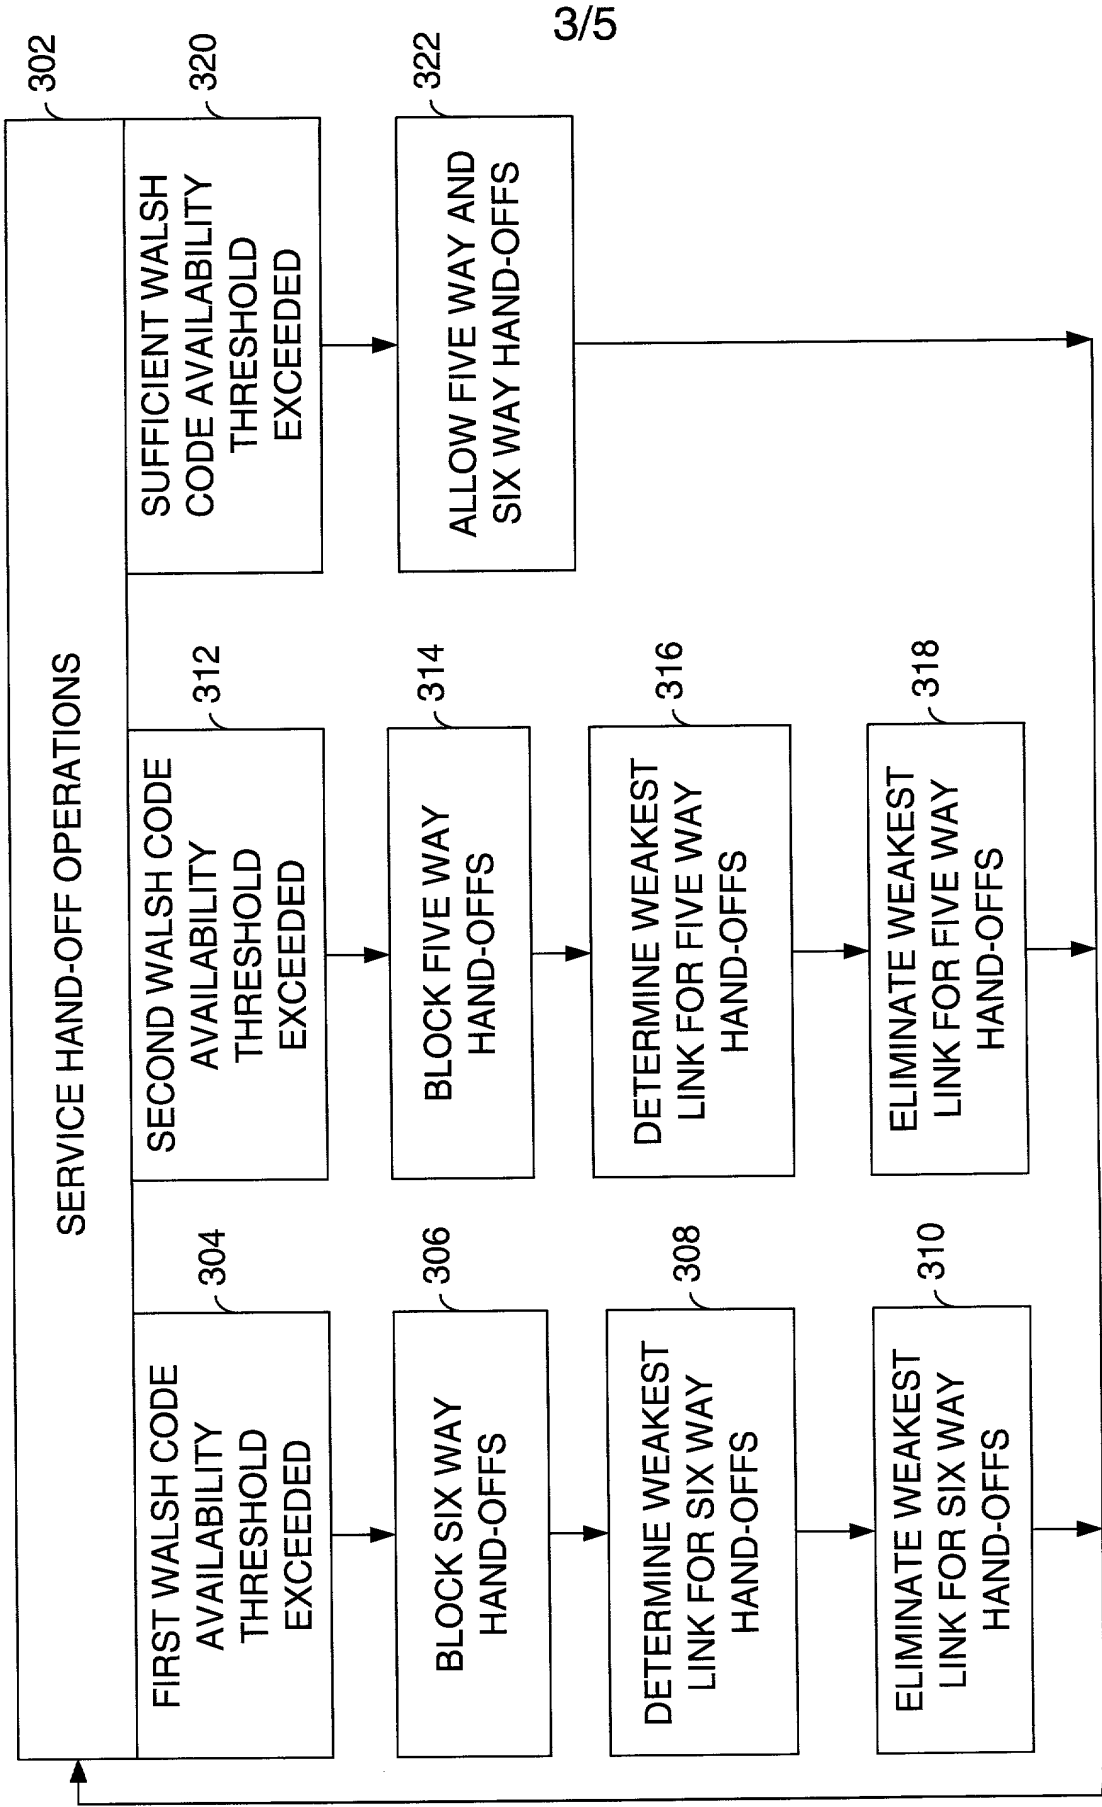 3/5
SERVICE HAND-OFF OPERATIONS
302
FIRST WALSH CODE
AVAILABILITY
THRESHOLD
EXCEEDED
304
BLOCK SIX WAY
HAND-OFFS
306
DETERMINE WEAKEST
LINK FOR SIX WAY
HAND-OFFS
308
ELIMINATE WEAKEST
LINK FOR SIX WAY
HAND-OFFS
310
SECOND WALSH CODE
AVAILABILITY
THRESHOLD
EXCEEDED
312
BLOCK FIVE WAY
HAND-OFFS
314
DETERMINE WEAKEST
LINK FOR FIVE WAY
HAND-OFFS
316
ELIMINATE WEAKEST
LINK FOR FIVE WAY
HAND-OFFS
318
SUFFICIENT WALSH
CODE AVAILABILITY
THRESHOLD
EXCEEDED
320
ALLOW FIVE WAY AND
SIX WAY HAND-OFFS
322